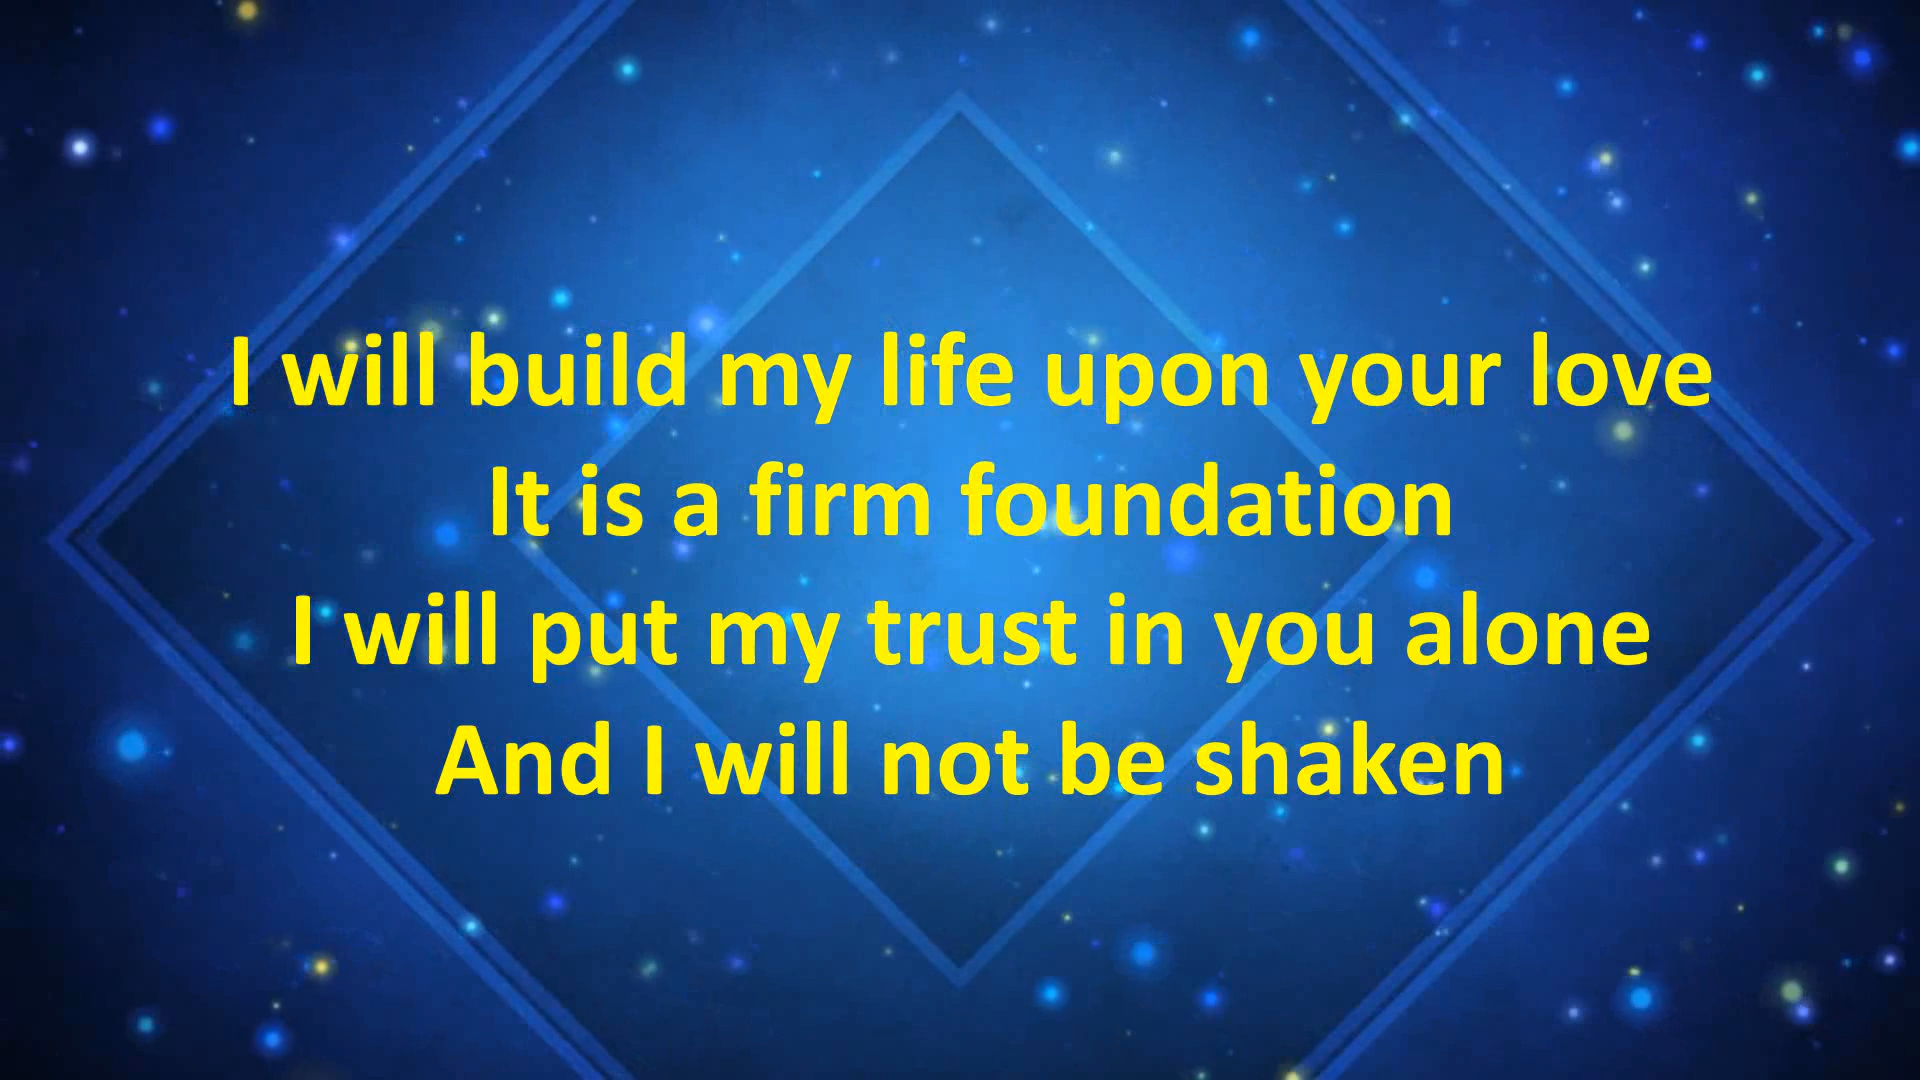 I will build my life upon your love
It is a firm foundation
I will put my trust in you alone
And I will not be shaken